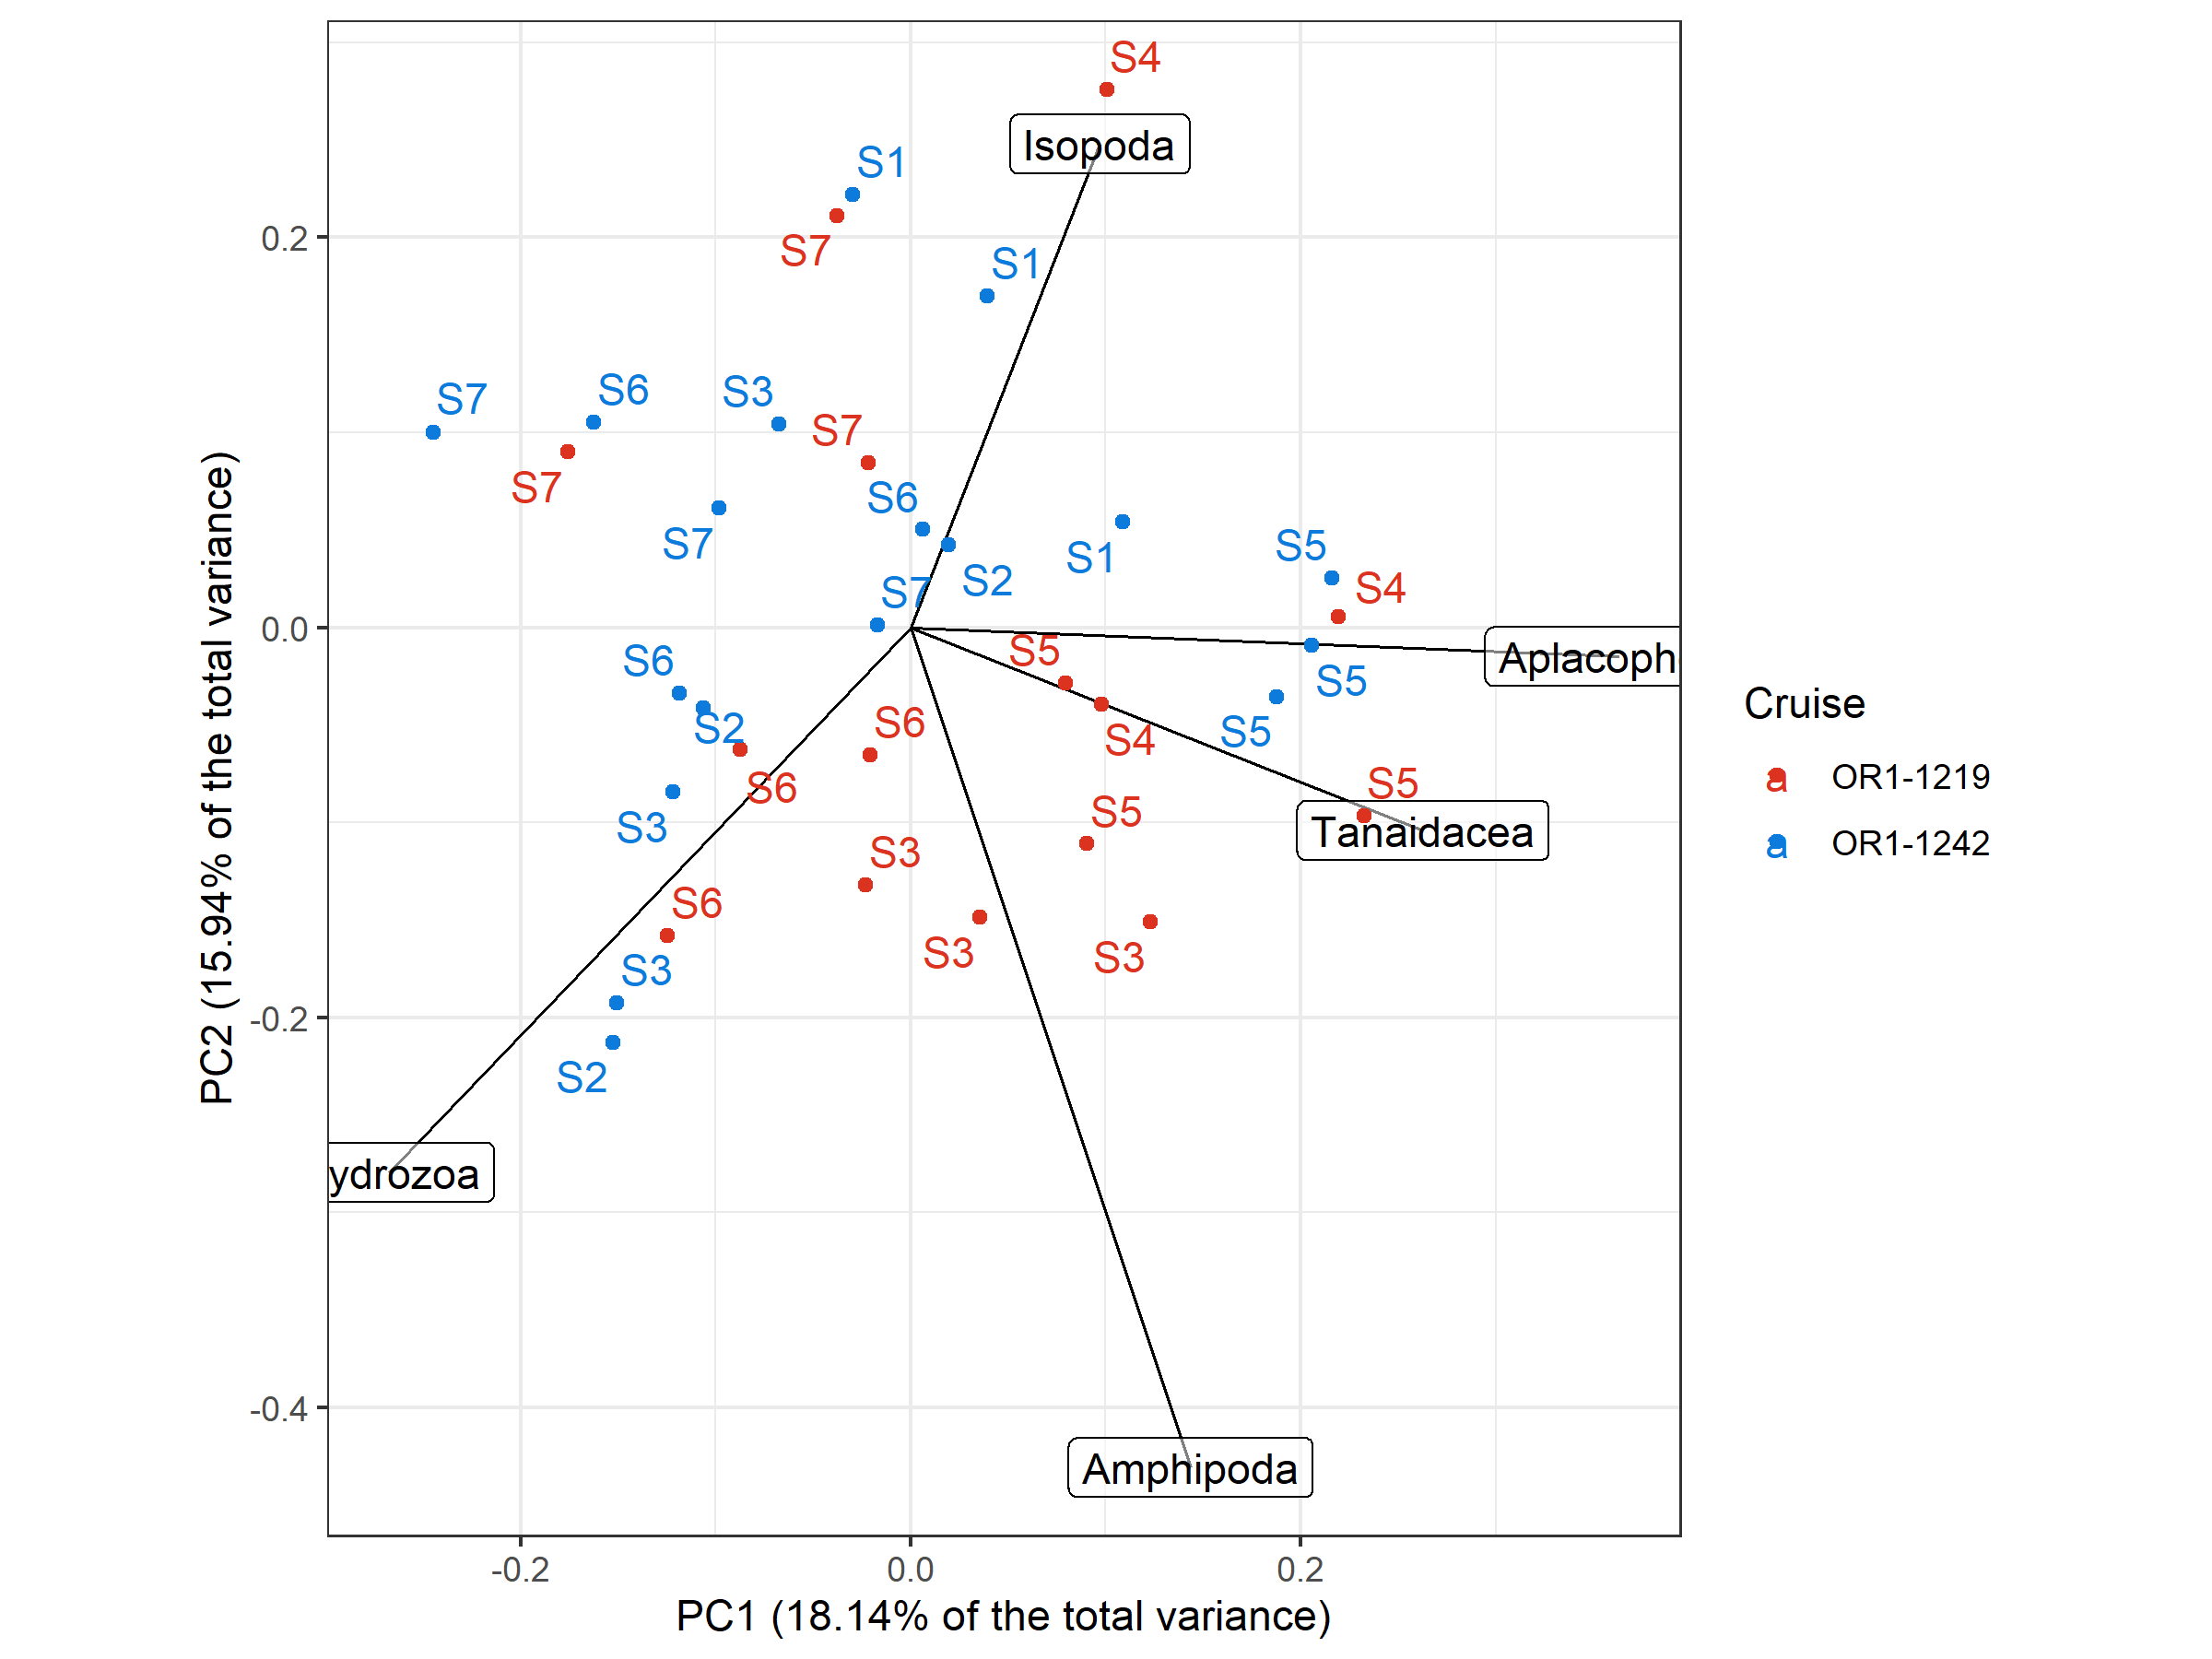 S4
Isopoda
S1
S7
S1
0.2
S7
S6
S3
S7
S7
S6
S7
S1
S5
S2
S4
S7
0.0
S5
Aplacoph
S6
S5
S2
S6
S4
S5
S6
S5
S5
Tanaidacea
S3
S3
S6
S3
S3
S3
-0.2
S2
ydrozoa
-0.4
Amphipoda
-0.2
0.0
0.2
PC1 (18.14% of the total variance)
PC2 (15.94% of the total variance)
Cruise
a OR1-1219
a OR1-1242